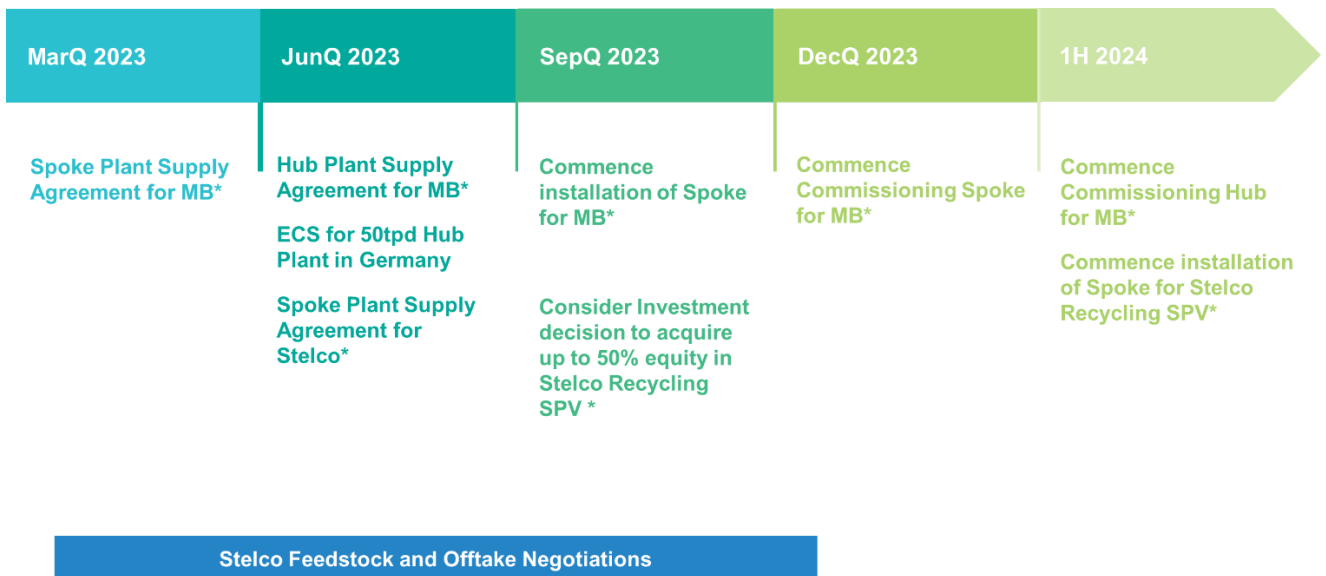 MarQ 2023
JunQ 2023
SepQ 2023
DecQ 2023
1H 2024
Spoke Plant Supply
Agreement for MB*
Hub Plant Supply
Agreement for MB*
ECS for 50tpd Hub
Plant in Germany
Spoke Plant Supply
Agreement for
Stelco*
Commence
installation of Spoke
for MB*
Consider Investment
decision to acquire
up to 50% equity in
Stelco Recycling
SPV *
Commence
Commissioning Spoke
for MB*
Commence
Commissioning Hub
for MB*
Commence installation
of Spoke for Stelco
Recycling SPV*
Stelco Feedstock and Offtake Negotiations